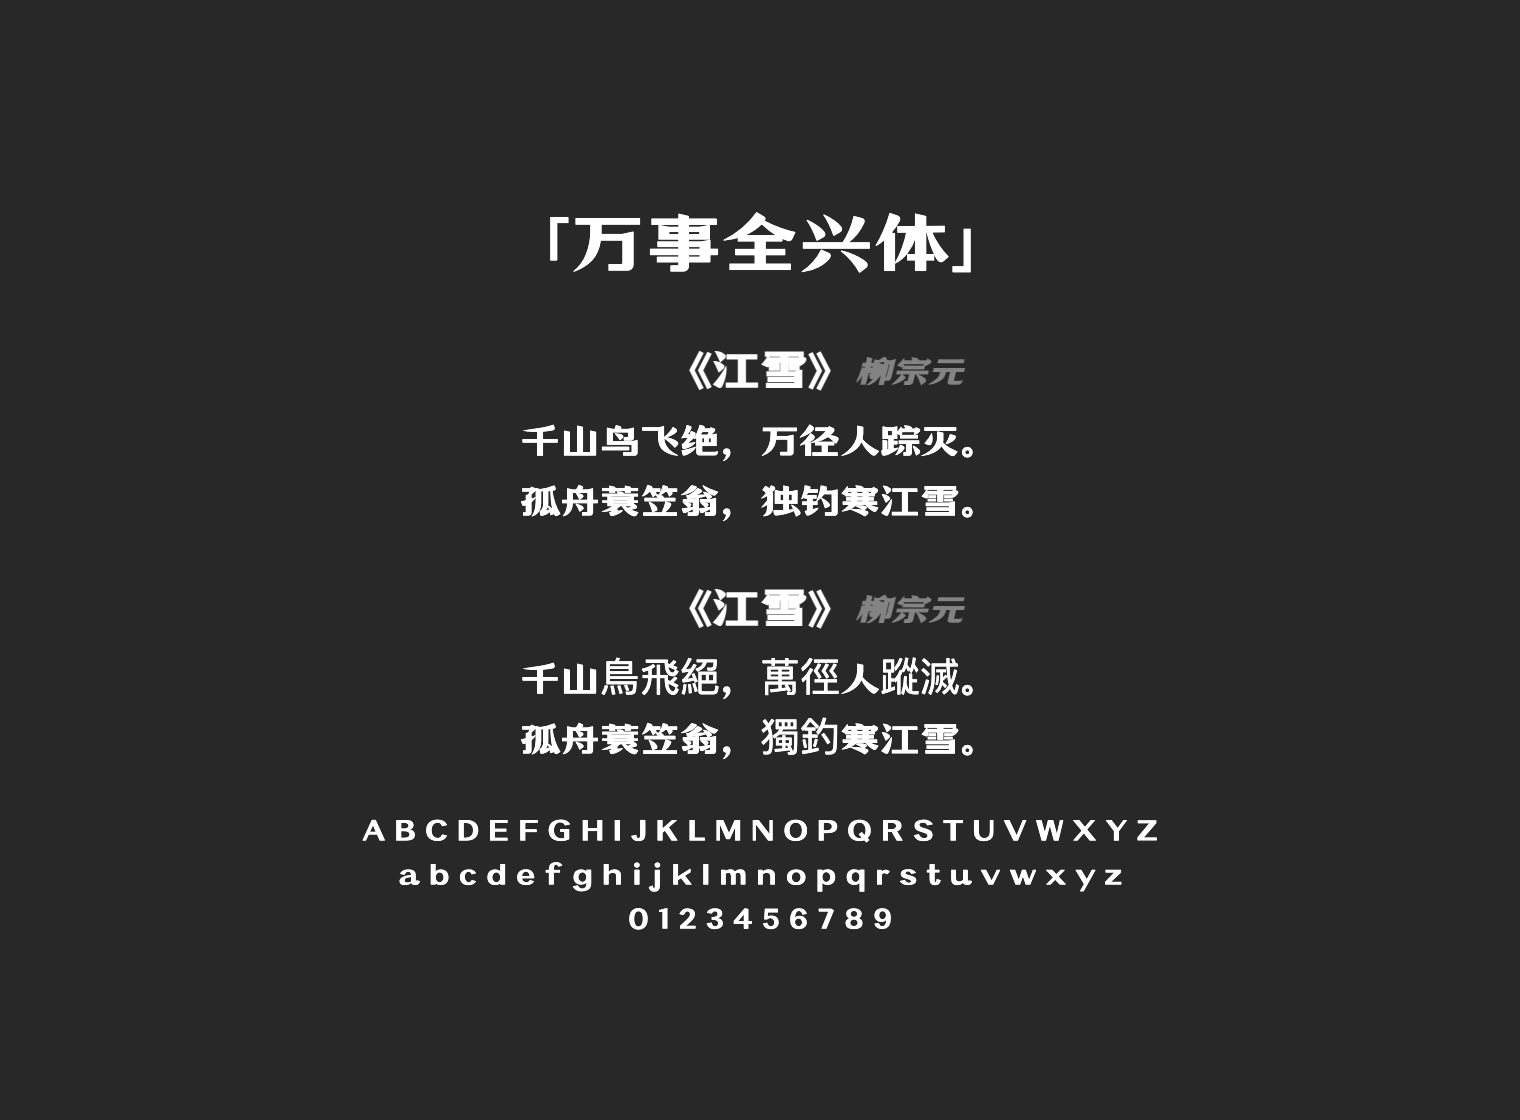 「万事全兴体」
《江雪》 柳宗元
千山鸟飞绝，万径人踪灭。
孤舟蓑笠翁，独钓寒江雪。
《江雪》 柳宗元
千山鳥飛絕，萬徑人蹤滅。
孤舟蓑笠翁，獨釣寒江雪。
A B C D E F G H I J K L M N O P Q R S T U V W X Y Z
a b c d e f g h i j k l m n o p q r s t u v w x y z
0 1 2 3 4 5 6 7 8 9